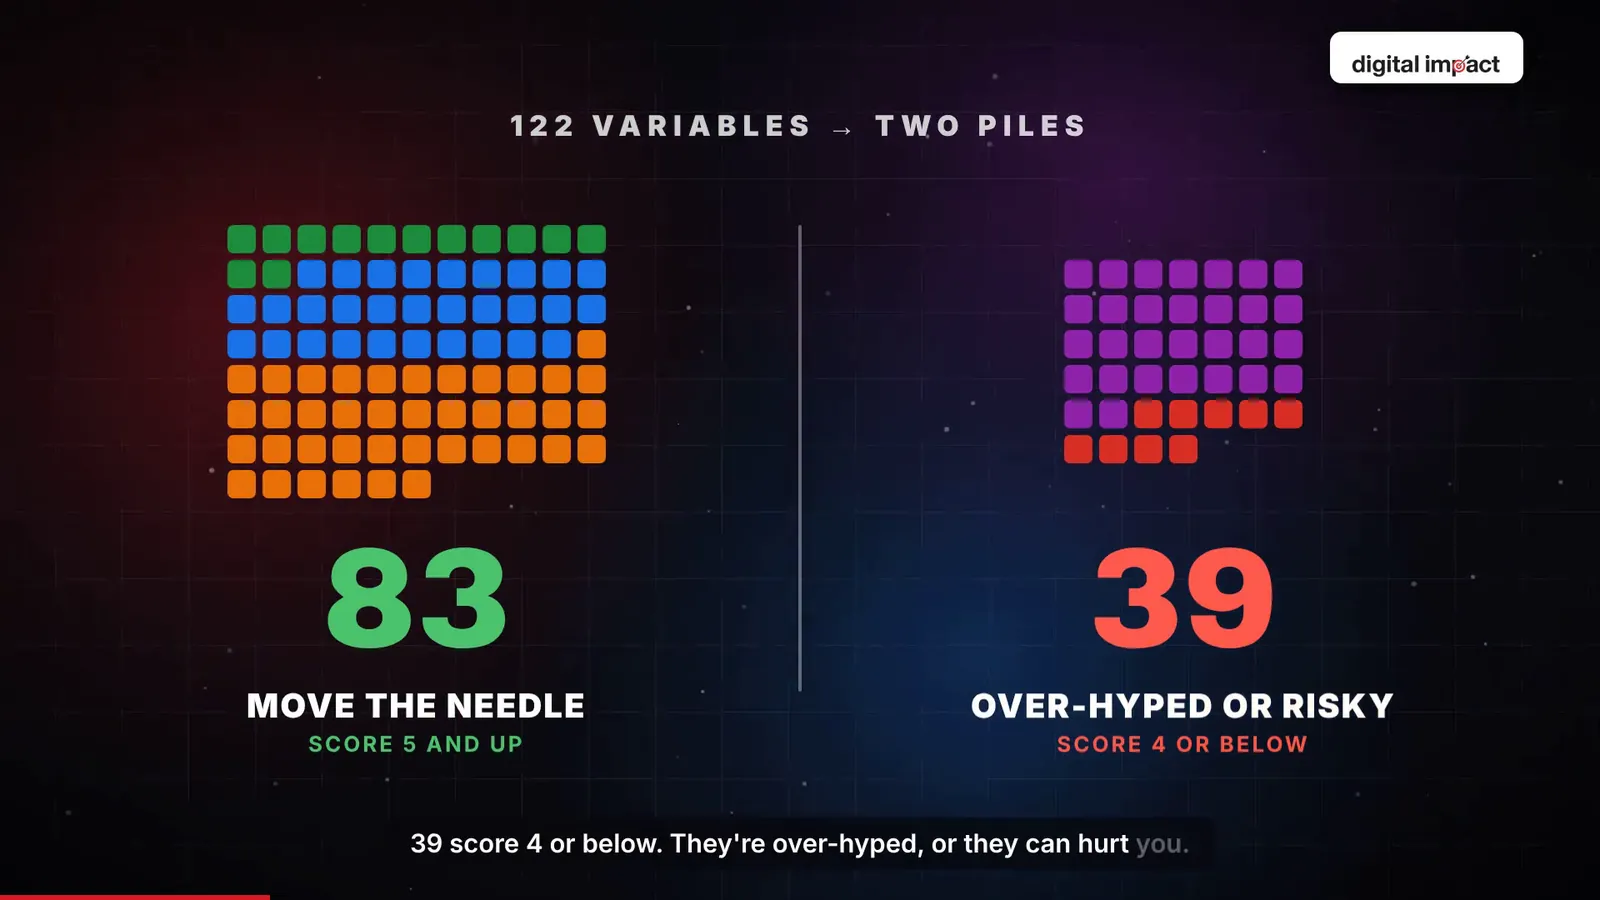 digital impact
122 VARIABLES → TWO PILES
83
MOVE THE NEEDLE
SCORE 5 AND UP
39
OVER-HYPED OR RISKY
SCORE 4 OR BELOW
39 score 4 or below. They're over-hyped, or they can hurt you.